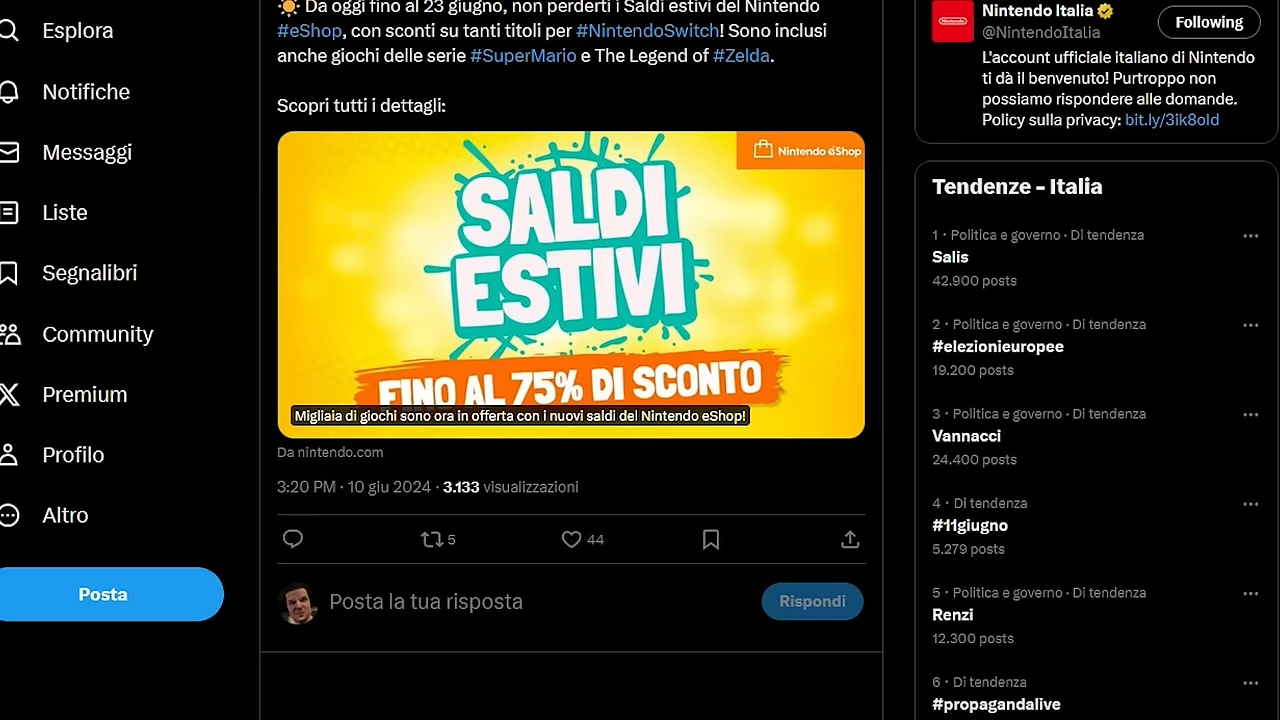 Esplora
Notifiche
Messaggi
Liste
Segnalibri
Community
Premium
Profilo
Altro
Posta
Da oggi fino al 23 giugno, non perderti i Saldi estivi del Nintendo
#eShop, con sconti su tanti titoli per #NintendoSwitch! Sono inclusi
anche giochi delle serie #SuperMario e The Legend of #Zelda.
Scopri tutti i dettagli:
Nintendo eShop
SALDI
ESTIVI
FINO AL 75% DI SCONTO
Migliaia di giochi sono ora in offerta con i nuovi saldi del Nintendo eShop!
Da nintendo.com
3:20 PM · 10 giu 2024 · 3.133 visualizzazioni
5
44
Posta la tua risposta
Rispondi
Nintendo
Nintendo Italia
@NintendoItalia
Following
L'account ufficiale italiano di Nintendo
ti dà il benvenuto! Purtroppo non
possiamo rispondere alle domande.
Policy sulla privacy: bit.ly/3ik8oId
Tendenze - Italia
1 · Politica e governo · Di tendenza
Salis
42.900 posts
2 · Politica e governo · Di tendenza
#elezionieuropee
19.200 posts
3 · Politica e governo · Di tendenza
Vannacci
24.400 posts
4 · Di tendenza
#11giugno
5.279 posts
5 · Politica e governo · Di tendenza
Renzi
12.300 posts
6 · Di tendenza
#propagandalive